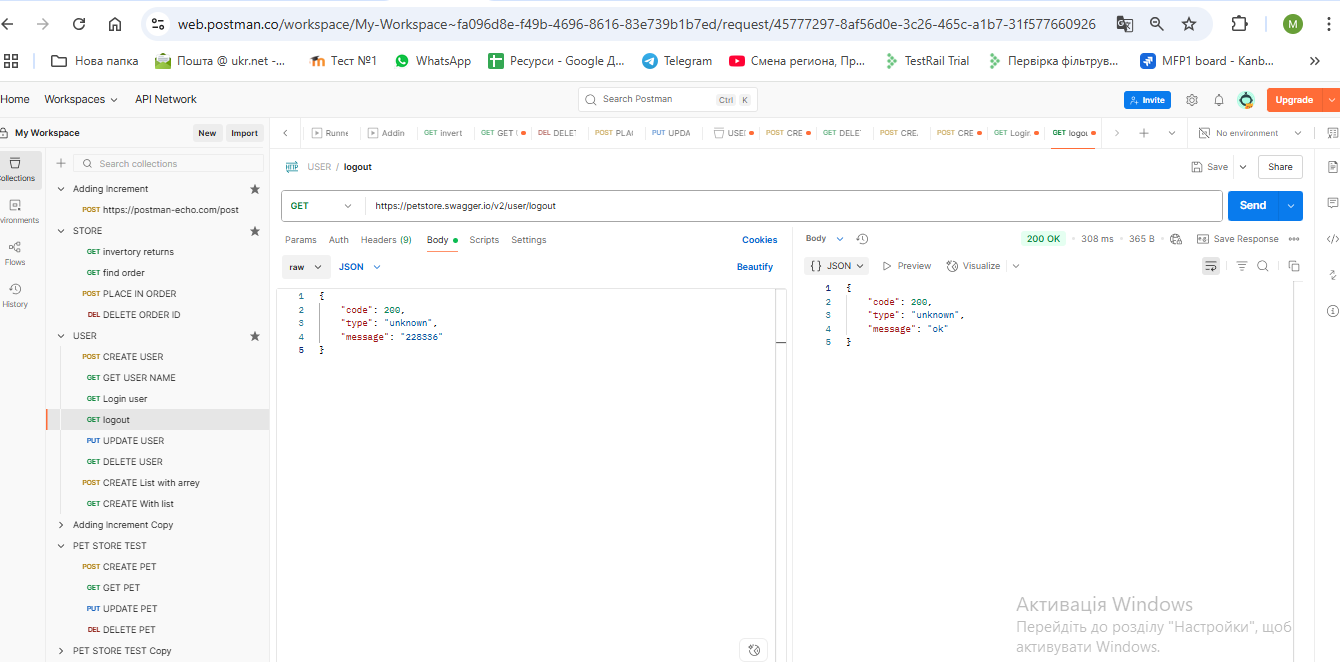 web.postman.co/workspace/My-Workspace~fa096d8e-f49b-4696-8616-83e739b1b7ed/request/45777297-8af56d0e-3c26-465c-a1b7-31f577660926
M
Нова папка
Пошта @ ukr.net -...
Тест №1
WhatsApp
Ресурси - Google Д...
Telegram
Смена региона, Пр...
TestRail Trial
Первірка фільтрув...
MFP1 board - Kanb...
Home Workspaces API Network
Search Postman Ctrl K
Invite
Upgrade
My Workspace New Import
Runne
Addin
GET invert
GET GET
DEL DELET
POST PLAC
PUT UPDA
USE
POST CRE
GET DELE
POST CRE.
POST CRE
GET Login
GET logou
No environment
Search collections
USER / logout
Save Share
ollections
vironments
Flows
History
Adding Increment
POST https://postman-echo.com/post
STORE
GET invertory returns
GET find order
POST PLACE IN ORDER
DEL DELETE ORDER ID
USER
POST CREATE USER
GET GET USER NAME
GET Login user
GET logout
PUT UPDATE USER
GET DELETE USER
POST CREATE List with arrey
GET CREATE With list
Adding Increment Copy
PET STORE TEST
POST CREATE PET
GET GET PET
PUT UPDATE PET
DEL DELETE PET
PET STORE TEST Copy
GET https://petstore.swagger.io/v2/user/logout Send
Params Auth Headers (9) Body Scripts Settings Cookies
raw JSON Beautify
1 {
2 "code": 200,
3 "type": "unknown",
4 "message": "228336"
5 }
Body 200 OK 308 ms 365 B Save Response
{} JSON Preview Visualize
1 {
2 "code": 200,
3 "type": "unknown",
4 "message": "ok"
5 }
Активація Windows
Перейдіть до розділу "Настройки", щоб
активувати Windows.